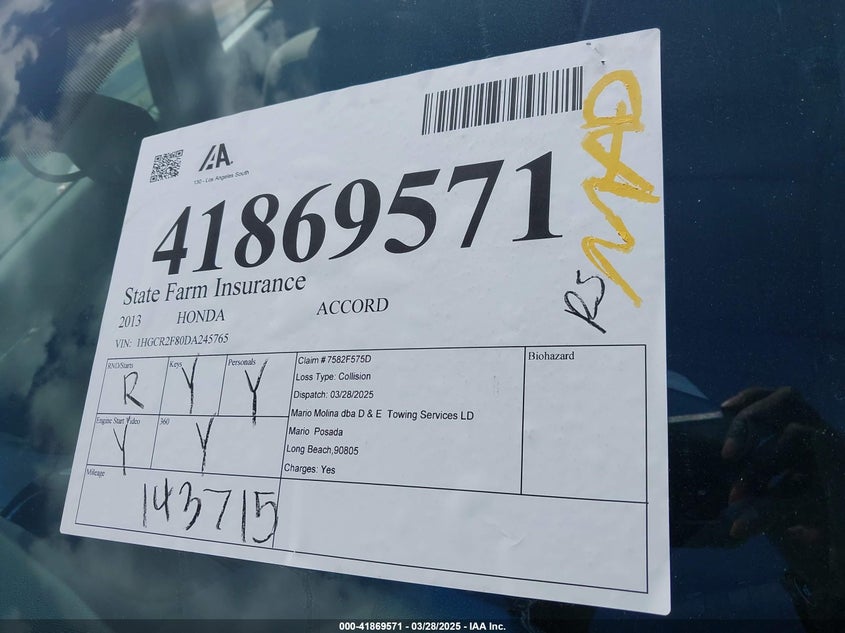 IAA.
130 - Los Angeles South
41869571
State Farm Insurance
2013 HONDA ACCORD
VIN: 1HGCR2F80DA245765
RND/Starts
R
Keys
Y
Personals
Y
Engine Start Video
Y
360
Y
Mileage
143715
Claim # 7582F575D
Loss Type: Collision
Dispatch: 03/28/2025
Mario Molina dba D & E Towing Services LD
Mario Posada
Long Beach,90805
Charges: Yes
Biohazard
RS
000-41869571 - 03/28/2025 - IAA Inc.